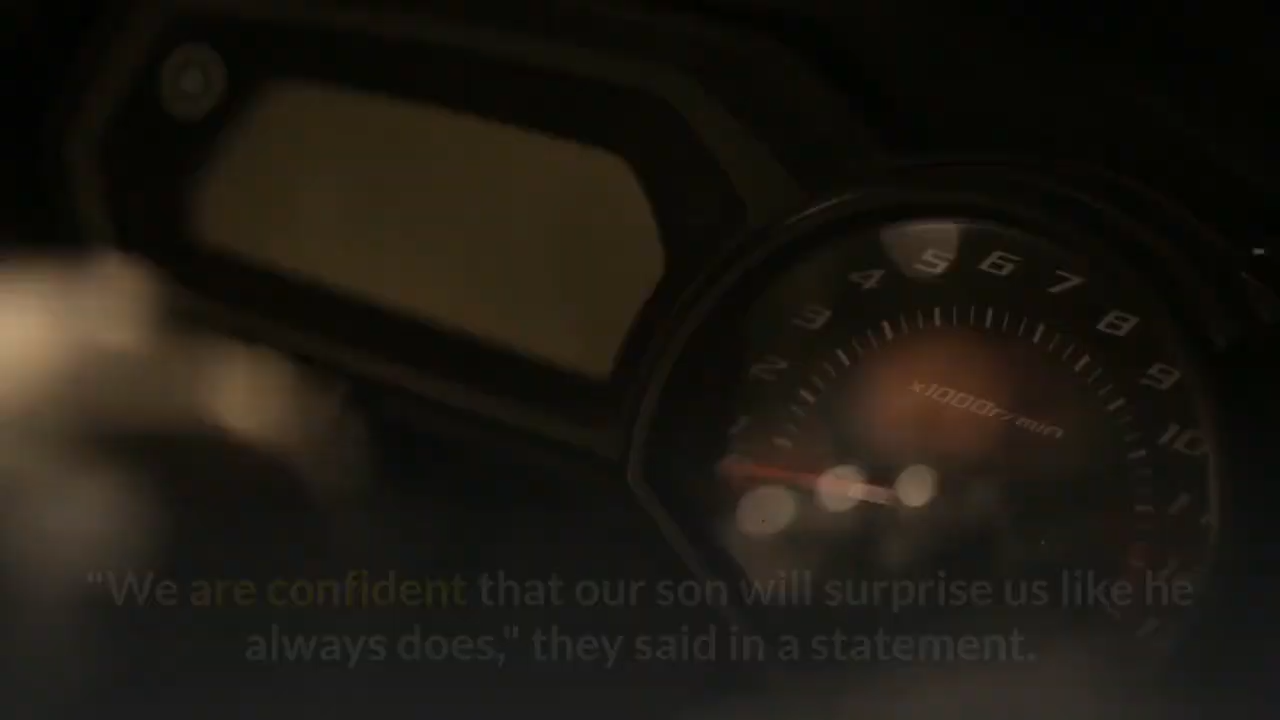 4 5 6 7
3 8
2 9
1 10
x1000r/min
"We are confident that our son will surprise us like he
always does," they said in a statement.